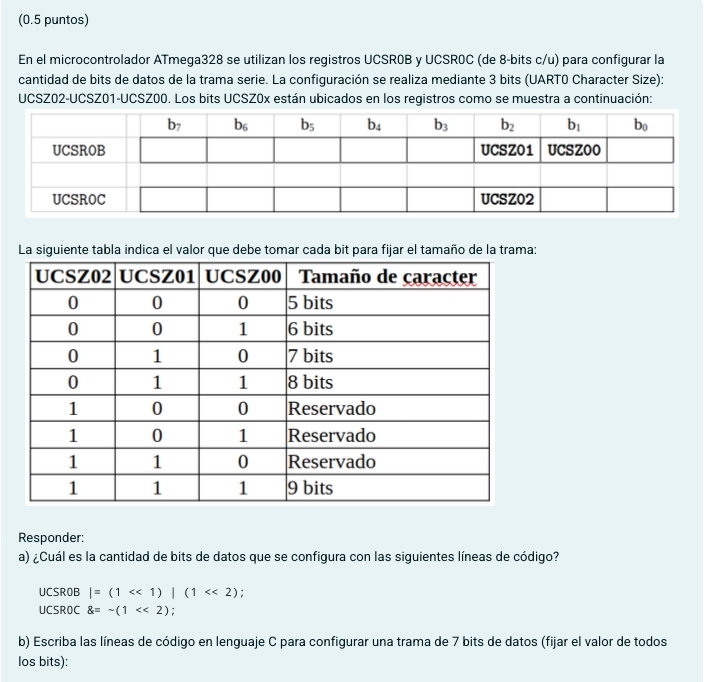 (0.5 puntos)
En el microcontrolador ATmega328 se utilizan los registros UCSR0B y UCSR0C (de 8-bits c/u) para configurar la
cantidad de bits de datos de la trama serie. La configuración se realiza mediante 3 bits (UART0 Character Size):
UCSZ02-UCSZ01-UCSZ00. Los bits UCSZ0x están ubicados en los registros como se muestra a continuación:
b7 b6 b5 b4 b3 b2 b1 b0
UCSR0B UCSZ01 UCSZ00
UCSR0C UCSZ02
La siguiente tabla indica el valor que debe tomar cada bit para fijar el tamaño de la trama:
UCSZ02 UCSZ01 UCSZ00 Tamaño de caracter
0 0 0 5 bits
0 0 1 6 bits
0 1 0 7 bits
0 1 1 8 bits
1 0 0 Reservado
1 0 1 Reservado
1 1 0 Reservado
1 1 1 9 bits
Responder:
a) ¿Cuál es la cantidad de bits de datos que se configura con las siguientes líneas de código?
UCSR0B |= (1 << 1) | (1 << 2);
UCSR0C &= ~(1 << 2);
b) Escriba las líneas de código en lenguaje C para configurar una trama de 7 bits de datos (fijar el valor de todos
los bits):